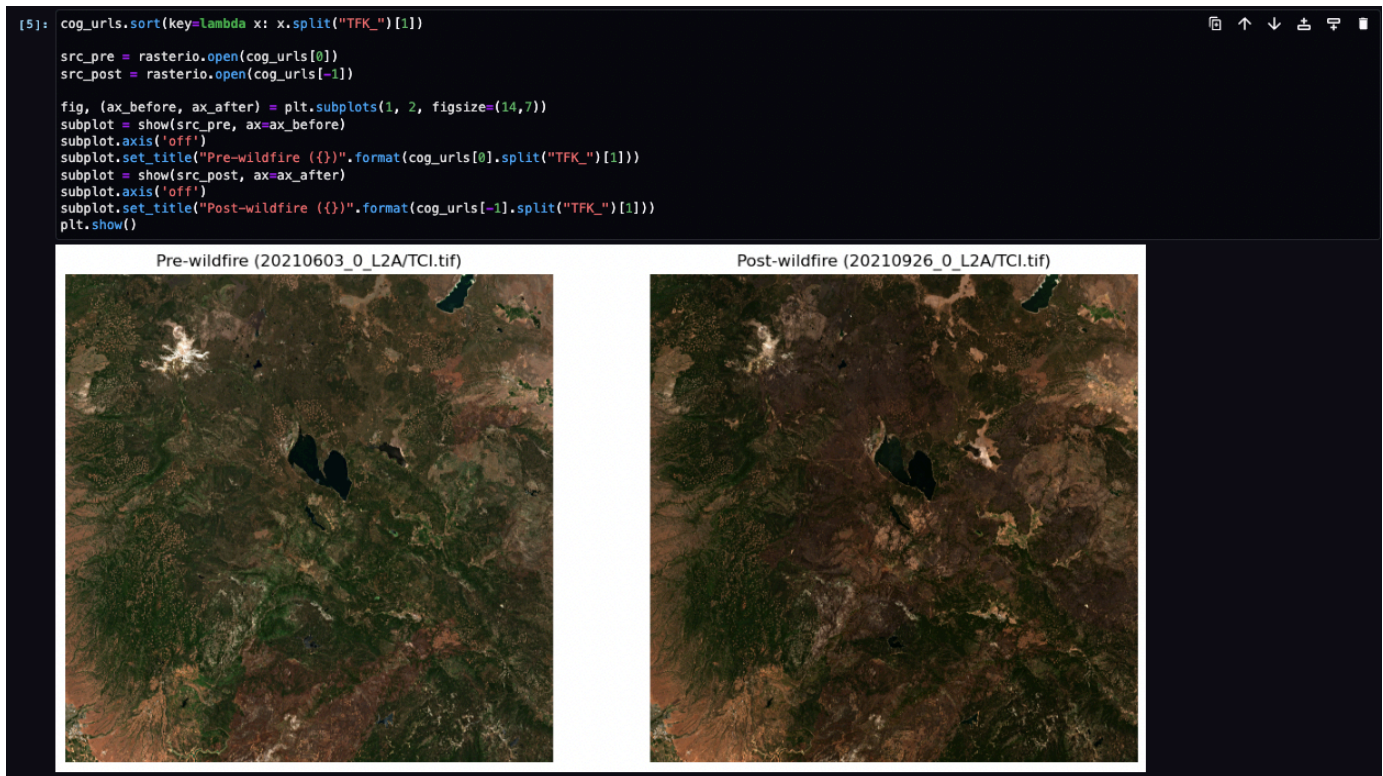 [5]: cog_urls.sort(key=lambda x: x.split("TFK_")[1])
src_pre = rasterio.open(cog_urls[0])
src_post = rasterio.open(cog_urls[-1])
fig, (ax_before, ax_after) = plt.subplots(1, 2, figsize=(14,7))
subplot = show(src_pre, ax=ax_before)
subplot.axis('off')
subplot.set_title("Pre-wildfire ({})".format(cog_urls[0].split("TFK_")[1]))
subplot = show(src_post, ax=ax_after)
subplot.axis('off')
subplot.set_title("Post-wildfire ({})".format(cog_urls[-1].split("TFK_")[1]))
plt.show()
Pre-wildfire (20210603_0_L2A/TCI.tif)
Post-wildfire (20210926_0_L2A/TCI.tif)